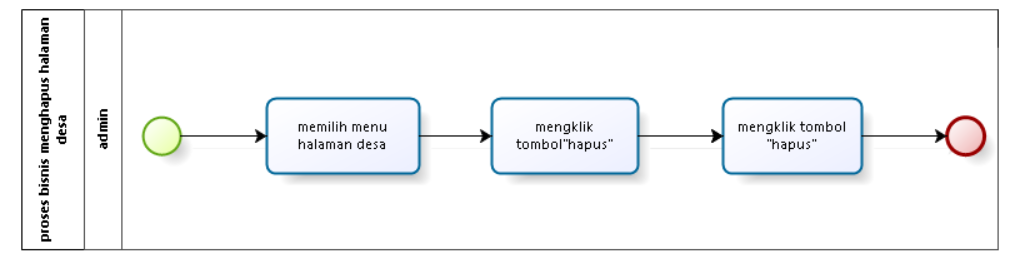 proses bisnis menghapus halaman
desa
admin
memilih menu
halaman desa
mengklik
tombol"hapus"
mengklik tombol
"hapus"